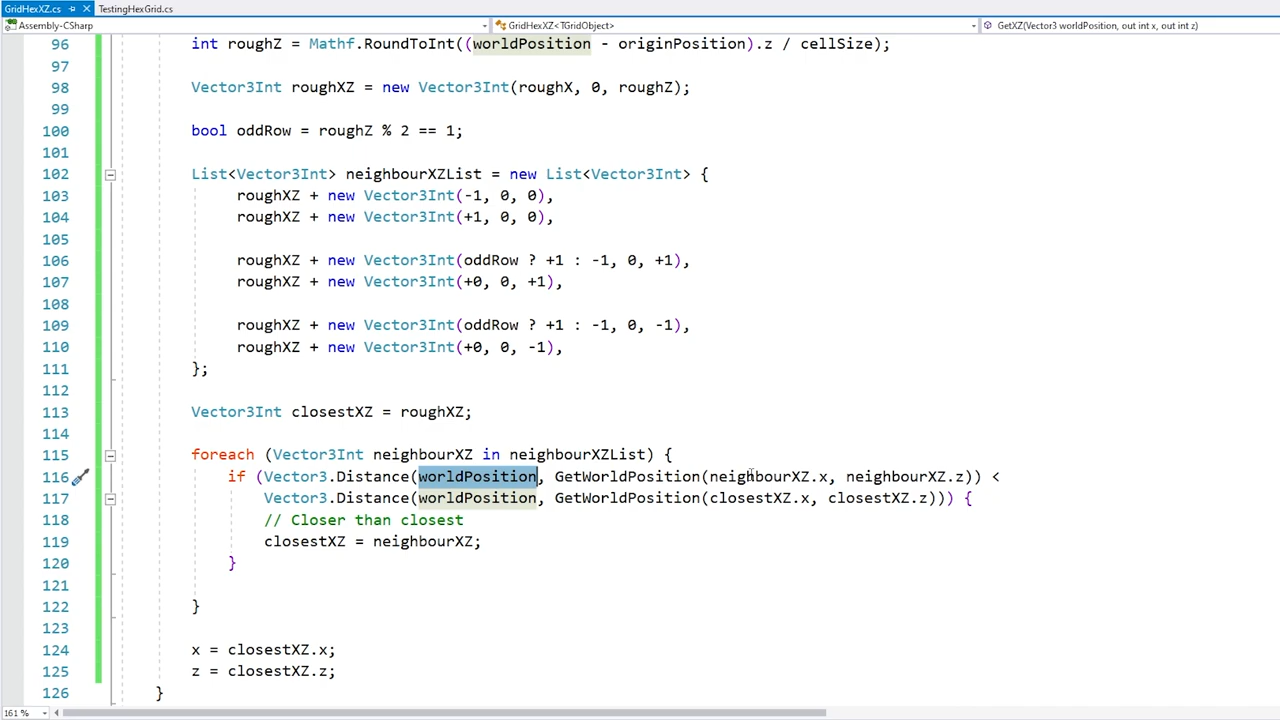 GridHexXZ.cs TestingHexGrid.cs
Assembly-CSharp GridHexXZ<TGridObject> GetXZ(Vector3 worldPosition, out int x, out int z)
96 int roughZ = Mathf.RoundToInt((worldPosition - originPosition).z / cellSize);
97
98 Vector3Int roughXZ = new Vector3Int(roughX, 0, roughZ);
99
100 bool oddRow = roughZ % 2 == 1;
101
102 List<Vector3Int> neighbourXZList = new List<Vector3Int> {
103 roughXZ + new Vector3Int(-1, 0, 0),
104 roughXZ + new Vector3Int(+1, 0, 0),
105
106 roughXZ + new Vector3Int(oddRow ? +1 : -1, 0, +1),
107 roughXZ + new Vector3Int(+0, 0, +1),
108
109 roughXZ + new Vector3Int(oddRow ? +1 : -1, 0, -1),
110 roughXZ + new Vector3Int(+0, 0, -1),
111 };
112
113 Vector3Int closestXZ = roughXZ;
114
115 foreach (Vector3Int neighbourXZ in neighbourXZList) {
116 if (Vector3.Distance(worldPosition, GetWorldPosition(neighbourXZ.x, neighbourXZ.z)) <
117 Vector3.Distance(worldPosition, GetWorldPosition(closestXZ.x, closestXZ.z))) {
118 // Closer than closest
119 closestXZ = neighbourXZ;
120 }
121
122 }
123
124 x = closestXZ.x;
125 z = closestXZ.z;
126 }
161 %